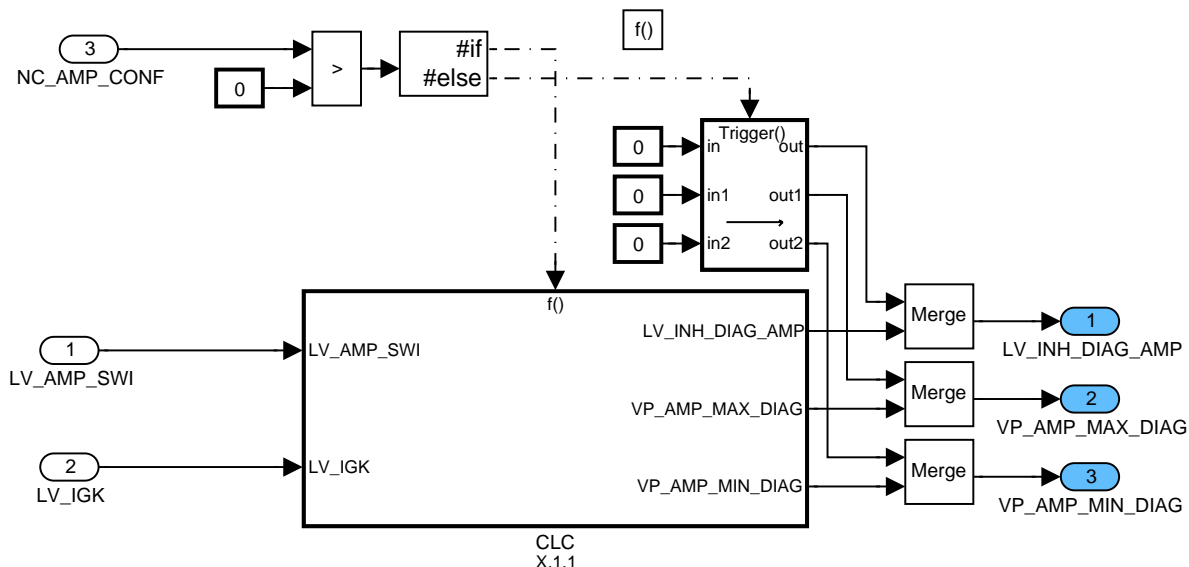 f()
3
NC_AMP_CONF
0
>
#if
#else
Trigger()
0
in
out
0
in1
out1
0
in2
out2
f()
LV_INH_DIAG_AMP
Merge
1
LV_INH_DIAG_AMP
1
LV_AMP_SWI
LV_AMP_SWI
VP_AMP_MAX_DIAG
Merge
2
VP_AMP_MAX_DIAG
2
LV_IGK
LV_IGK
VP_AMP_MIN_DIAG
Merge
3
VP_AMP_MIN_DIAG
CLC
X.1.1